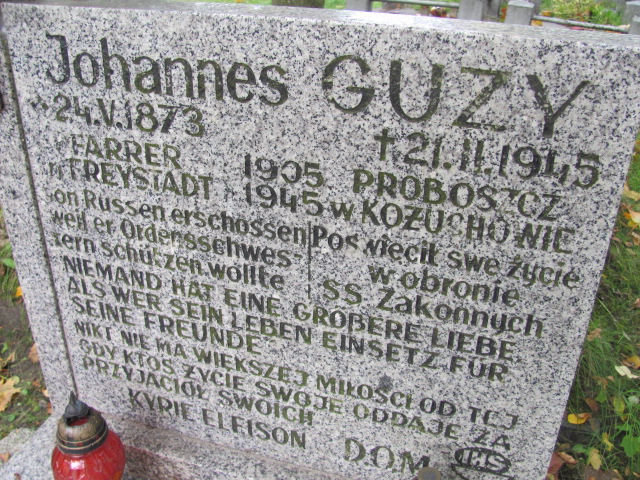 Johannes GUZY
* 24.V.1873 † 21.II.1945
FARRER 1905 PROBOSZCZ
FREYSTADT 1945 w KOŻUCHOWIE
von Russen erschossen Poświęcił swe życie
weil er Ordensschwes- w obronie
tern schützen wollte SS Zakonnych
NIEMAND HAT EINE GRÖßERE LIEBE
ALS WER SEIN LEBEN EINSETZ FÜR
SEINE FREUNDE
NIKT NIE MA WIĘKSZEJ MIŁOŚCI OD TEJ
GDY KTOŚ ŻYCIE SWOJE ODDAJE ZA
PRZYJACIÓŁ SWOICH
KYRIE ELEISON D.O.M IHS